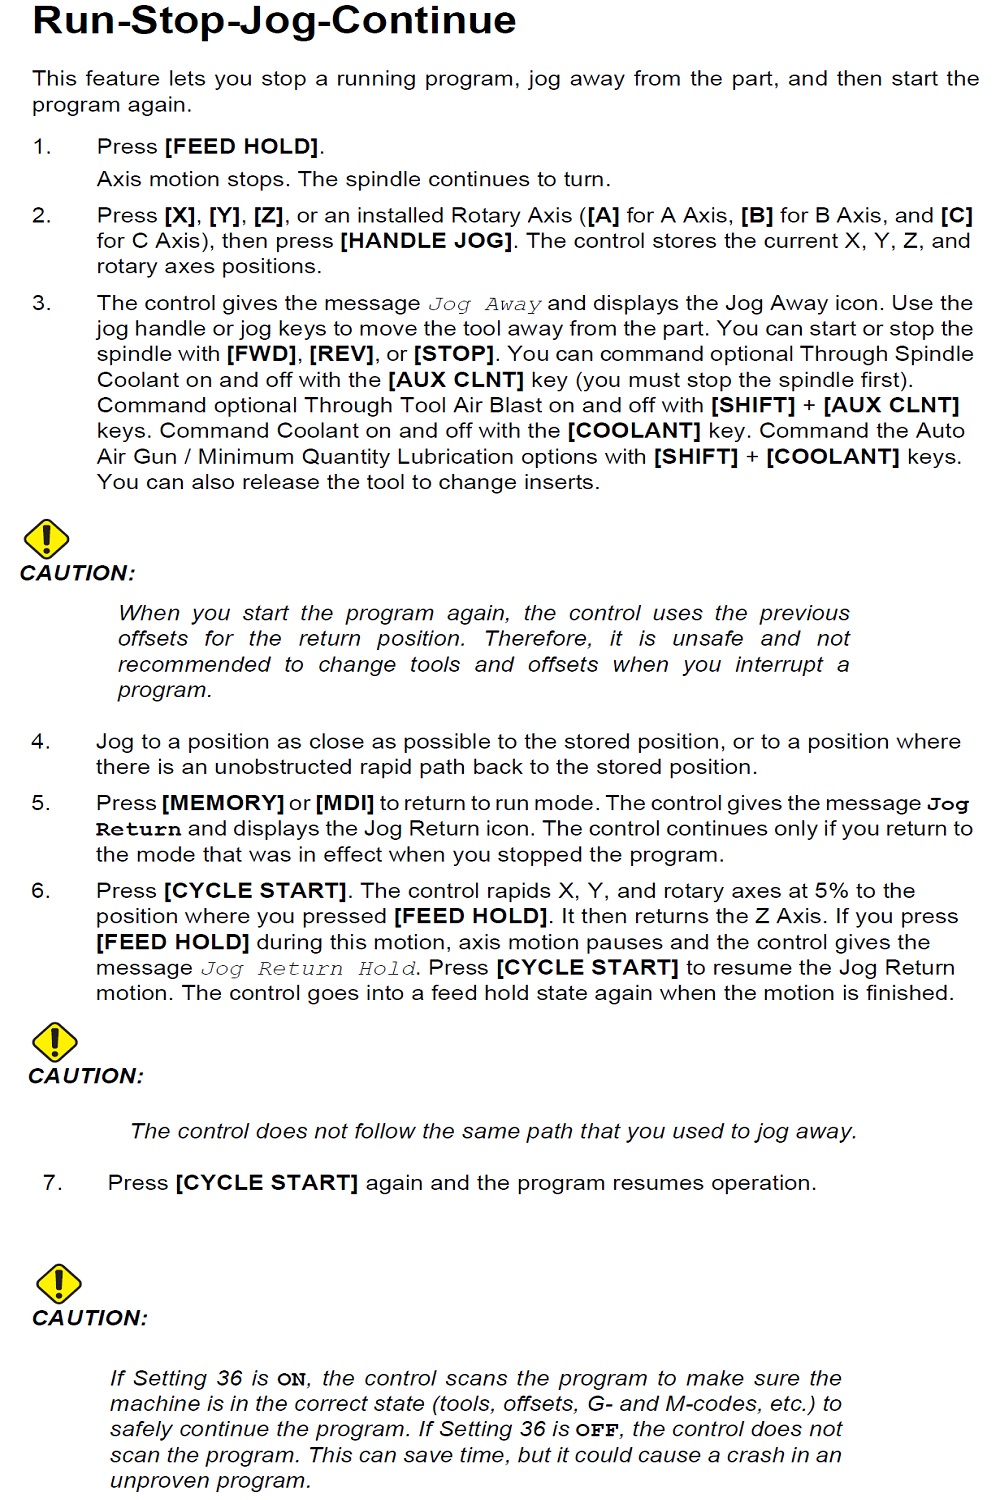 Run-Stop-Jog-Continue
This feature lets you stop a running program, jog away from the part, and then start the
program again.
1. Press [FEED HOLD].
Axis motion stops. The spindle continues to turn.
2. Press [X], [Y], [Z], or an installed Rotary Axis ([A] for A Axis, [B] for B Axis, and [C]
for C Axis), then press [HANDLE JOG]. The control stores the current X, Y, Z, and
rotary axes positions.
3. The control gives the message Jog Away and displays the Jog Away icon. Use the
jog handle or jog keys to move the tool away from the part. You can start or stop the
spindle with [FWD], [REV], or [STOP]. You can command optional Through Spindle
Coolant on and off with the [AUX CLNT] key (you must stop the spindle first).
Command optional Through Tool Air Blast on and off with [SHIFT] + [AUX CLNT]
keys. Command Coolant on and off with the [COOLANT] key. Command the Auto
Air Gun / Minimum Quantity Lubrication options with [SHIFT] + [COOLANT] keys.
You can also release the tool to change inserts.
CAUTION:
When you start the program again, the control uses the previous
offsets for the return position. Therefore, it is unsafe and not
recommended to change tools and offsets when you interrupt a
program.
4. Jog to a position as close as possible to the stored position, or to a position where
there is an unobstructed rapid path back to the stored position.
5. Press [MEMORY] or [MDI] to return to run mode. The control gives the message Jog
Return and displays the Jog Return icon. The control continues only if you return to
the mode that was in effect when you stopped the program.
6. Press [CYCLE START]. The control rapids X, Y, and rotary axes at 5% to the
position where you pressed [FEED HOLD]. It then returns the Z Axis. If you press
[FEED HOLD] during this motion, axis motion pauses and the control gives the
message Jog Return Hold. Press [CYCLE START] to resume the Jog Return
motion. The control goes into a feed hold state again when the motion is finished.
CAUTION:
The control does not follow the same path that you used to jog away.
7. Press [CYCLE START] again and the program resumes operation.
CAUTION:
If Setting 36 is ON, the control scans the program to make sure the
machine is in the correct state (tools, offsets, G- and M-codes, etc.) to
safely continue the program. If Setting 36 is OFF, the control does not
scan the program. This can save time, but it could cause a crash in an
unproven program.